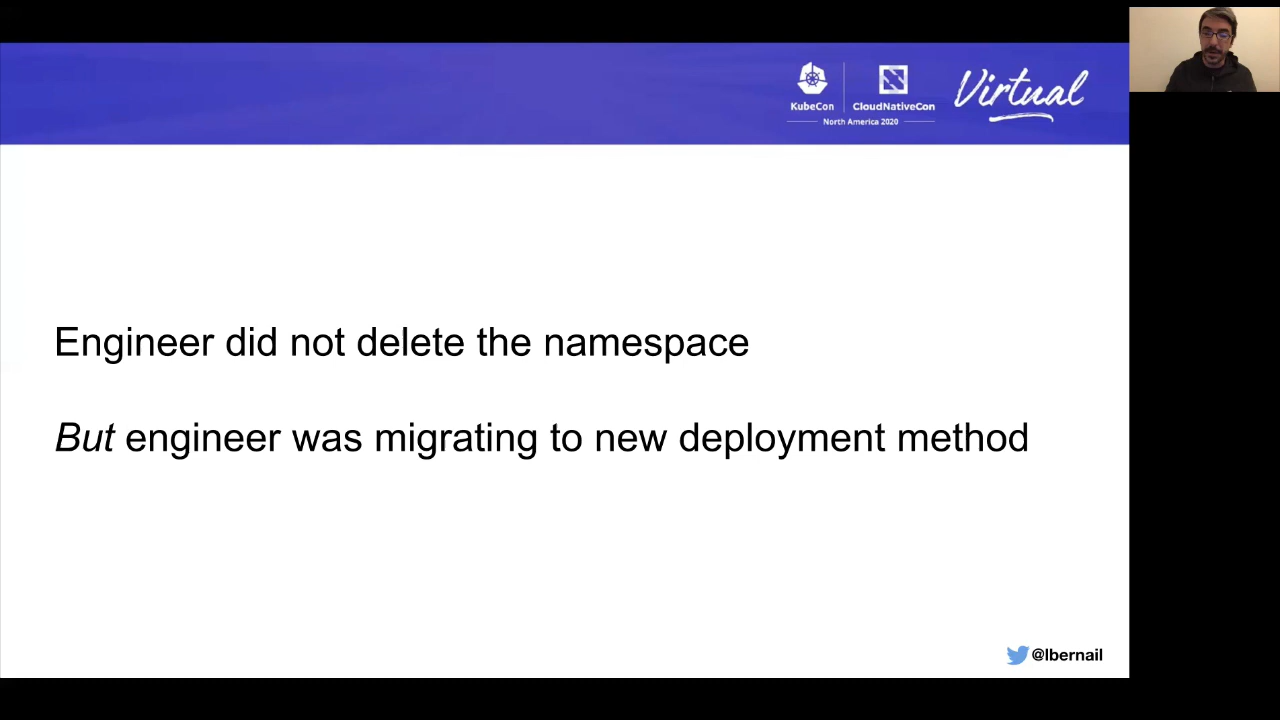 KubeCon
CloudNativeCon
North America 2020
Virtual
Engineer did not delete the namespace
But engineer was migrating to new deployment method
@lbernail